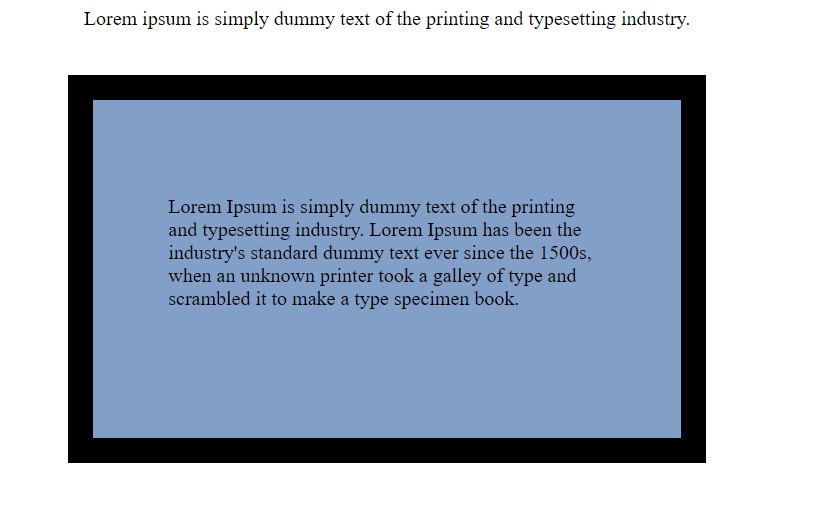 Lorem ipsum is simply dummy text of the printing and typesetting industry.
Lorem Ipsum is simply dummy text of the printing
and typesetting industry. Lorem Ipsum has been the
industry's standard dummy text ever since the 1500s,
when an unknown printer took a galley of type and
scrambled it to make a type specimen book.